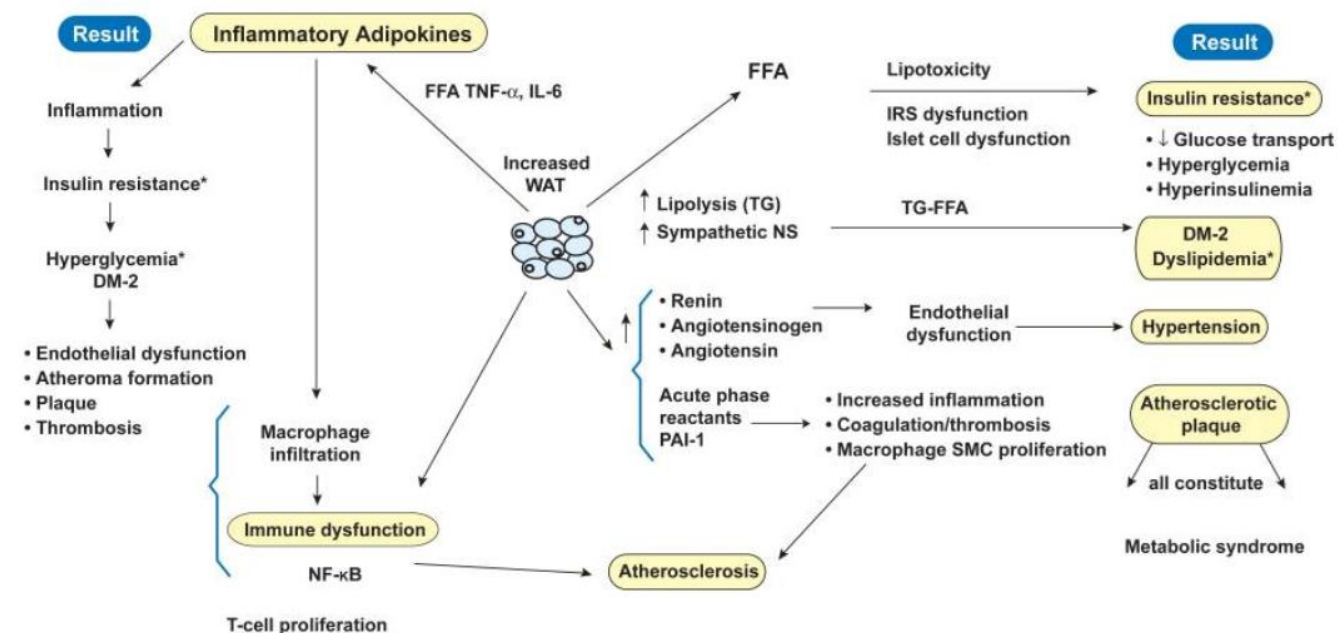 Result
Inflammatory Adipokines
Inflammation
Insulin resistance*
Hyperglycemia*
DM-2
• Endothelial dysfunction
• Atheroma formation
• Plaque
• Thrombosis
FFA TNF-α, IL-6
Macrophage
infiltration
Immune dysfunction
NF-κB
T-cell proliferation
Increased
WAT
FFA
Lipotoxicity
IRS dysfunction
Islet cell dysfunction
↑ Lipolysis (TG)
↑ Sympathetic NS
TG-FFA
↑
• Renin
• Angiotensinogen
• Angiotensin
Endothelial
dysfunction
Acute phase
reactants
PAI-1
• Increased inflammation
• Coagulation/thrombosis
• Macrophage SMC proliferation
Atherosclerosis
Result
Insulin resistance*
• ↓ Glucose transport
• Hyperglycemia
• Hyperinsulinemia
DM-2
Dyslipidemia*
Hypertension
Atherosclerotic
plaque
all constitute
Metabolic syndrome